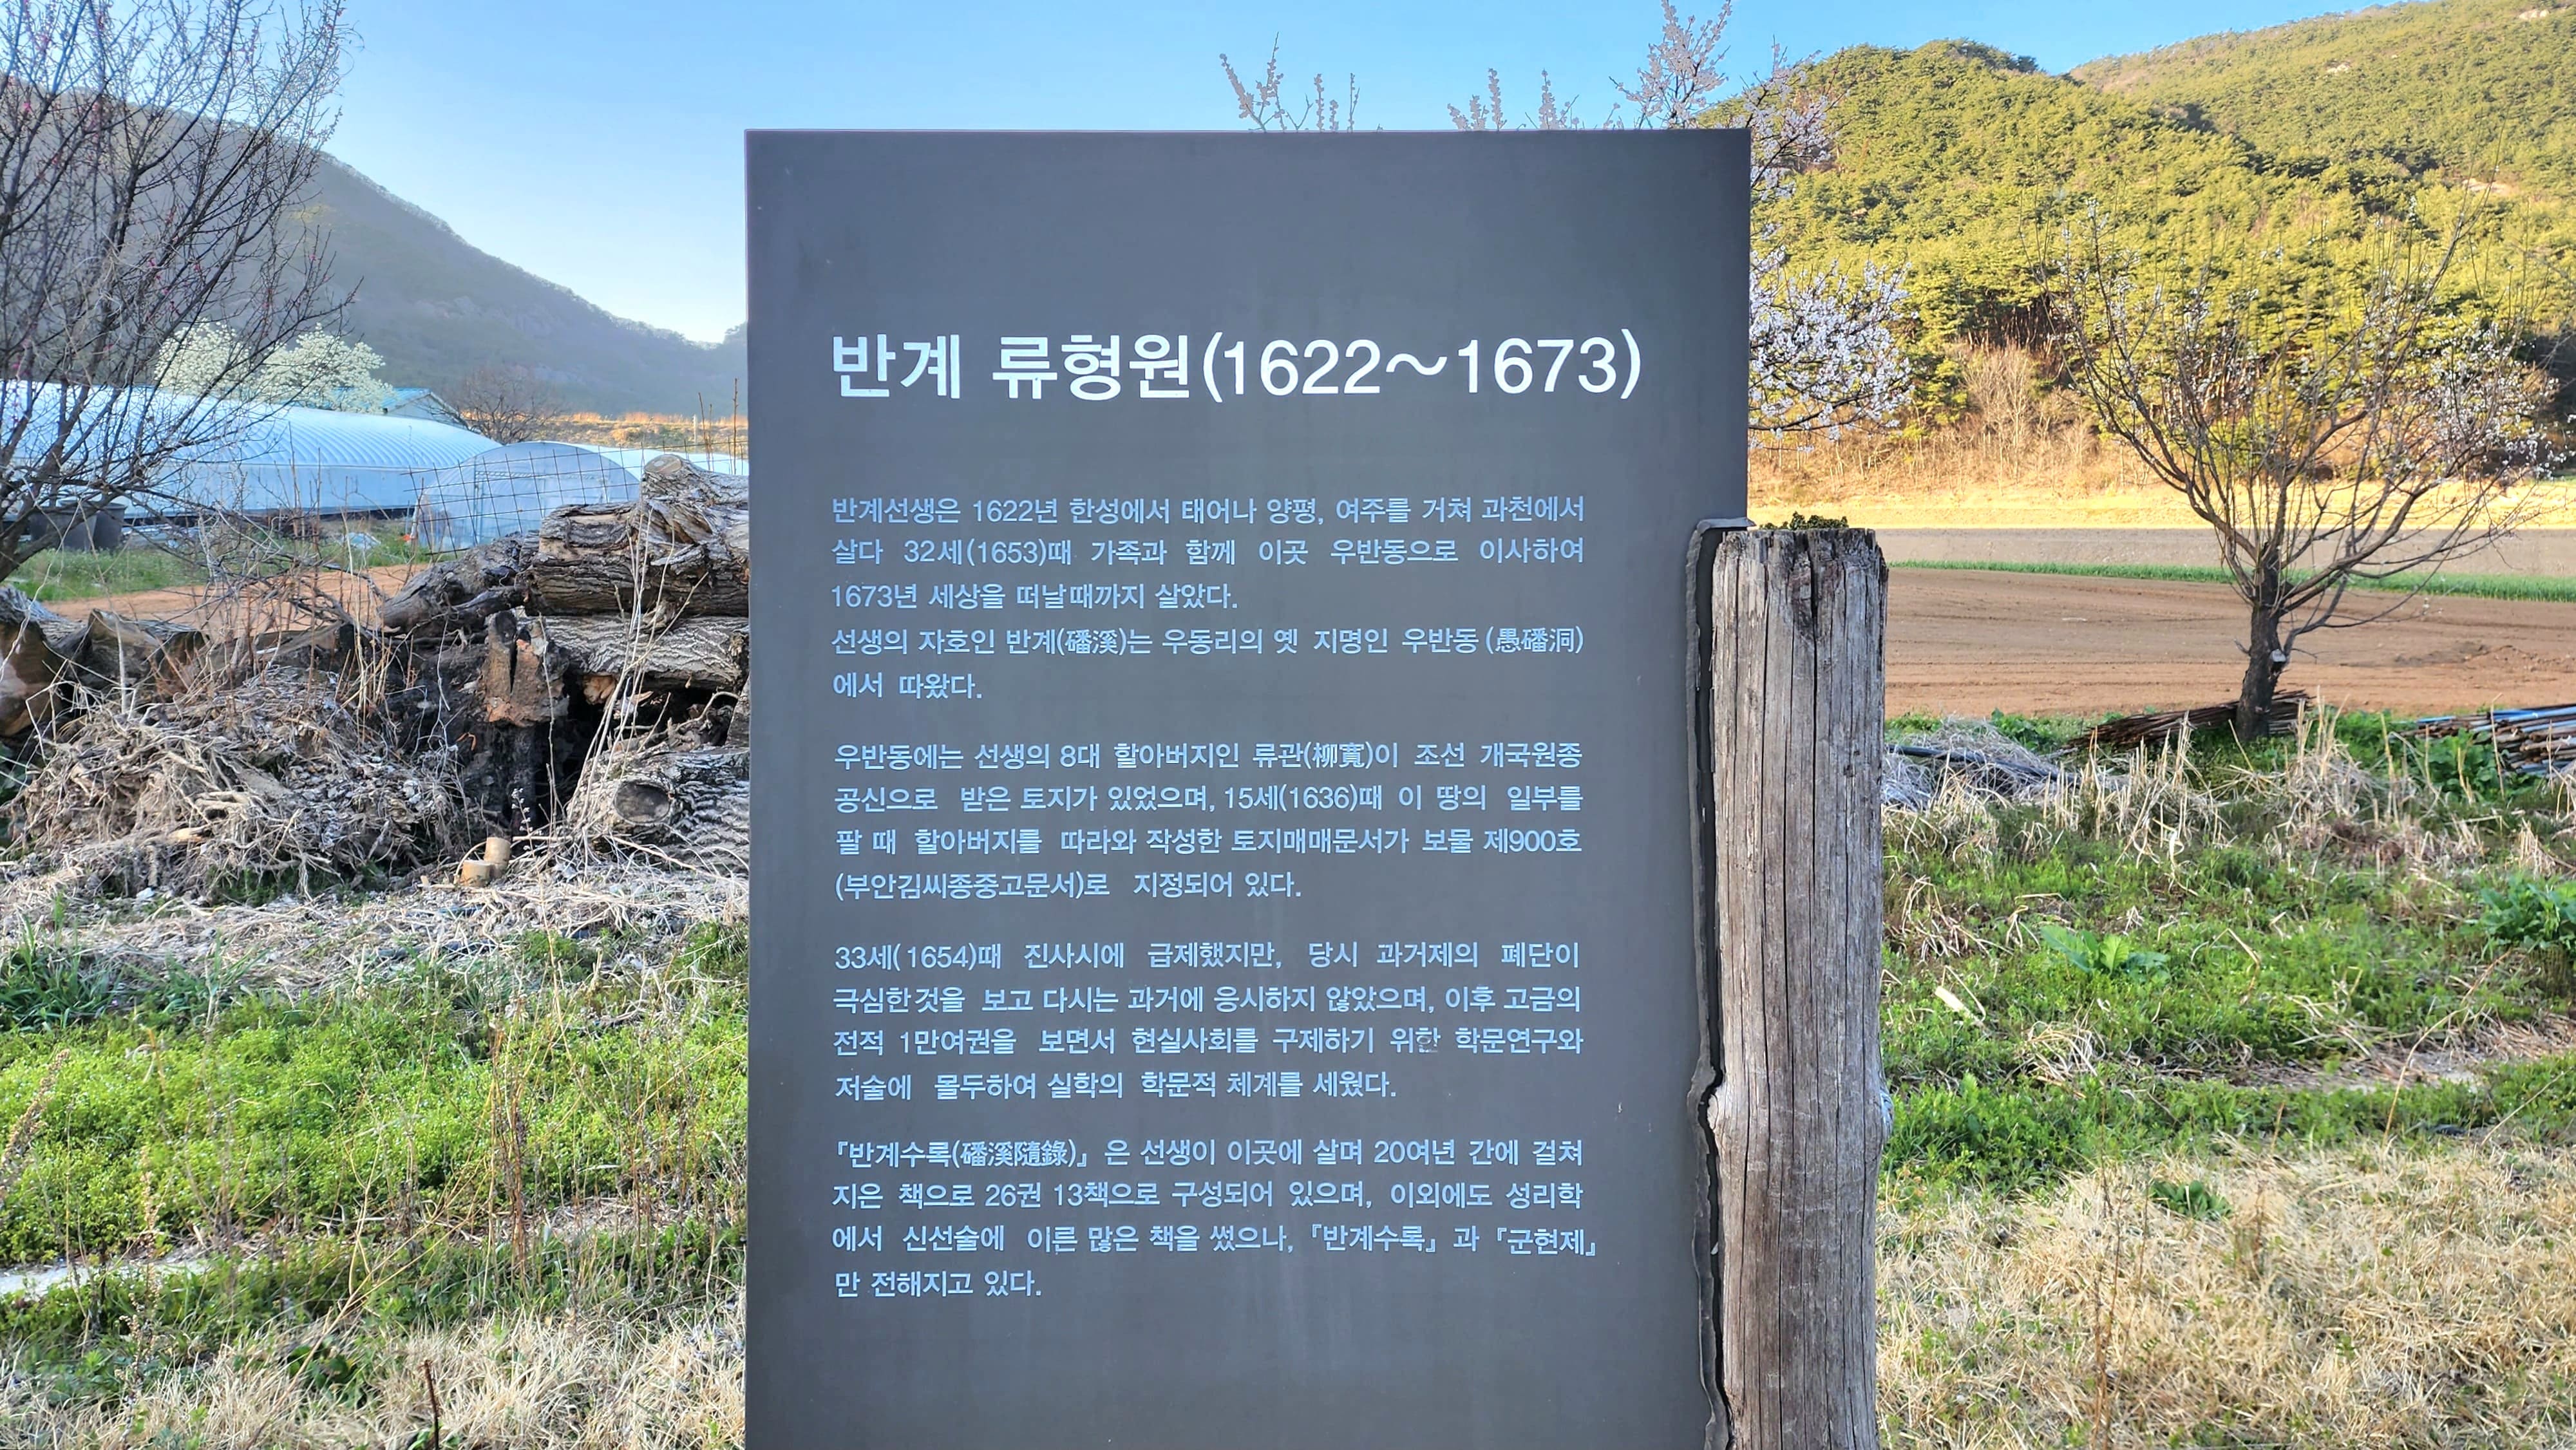 반계 류형원(1622~1673)
반계선생은 1622년 한성에서 태어나 양평, 여주를 거쳐 과천에서
살다 32세(1653)때 가족과 함께 이곳 우반동으로 이사하여
1673년 세상을 떠날때까지 살았다.
선생의 자호인 반계(磻溪)는 우동리의 옛 지명인 우반동(愚磻洞)
에서 따왔다.
우반동에는 선생의 8대 할아버지인 류관(柳寬)이 조선 개국원종
공신으로 받은 토지가 있었으며, 15세(1636)때 이 땅의 일부를
팔 때 할아버지를 따라와 작성한 토지매매문서가 보물 제900호
(부안김씨종중고문서)로 지정되어 있다.
33세(1654)때 진사시에 급제했지만, 당시 과거제의 폐단이
극심한것을 보고 다시는 과거에 응시하지 않았으며, 이후 고금의
전적 1만여권을 보면서 현실사회를 구제하기 위한 학문연구와
저술에 몰두하여 실학의 학문적 체계를 세웠다.
『반계수록(磻溪隨錄)』은 선생이 이곳에 살며 20여년 간에 걸쳐
지은 책으로 26권 13책으로 구성되어 있으며, 이외에도 성리학
에서 신선술에 이른 많은 책을 썼으나, 『반계수록』과 『군현제』
만 전해지고 있다.